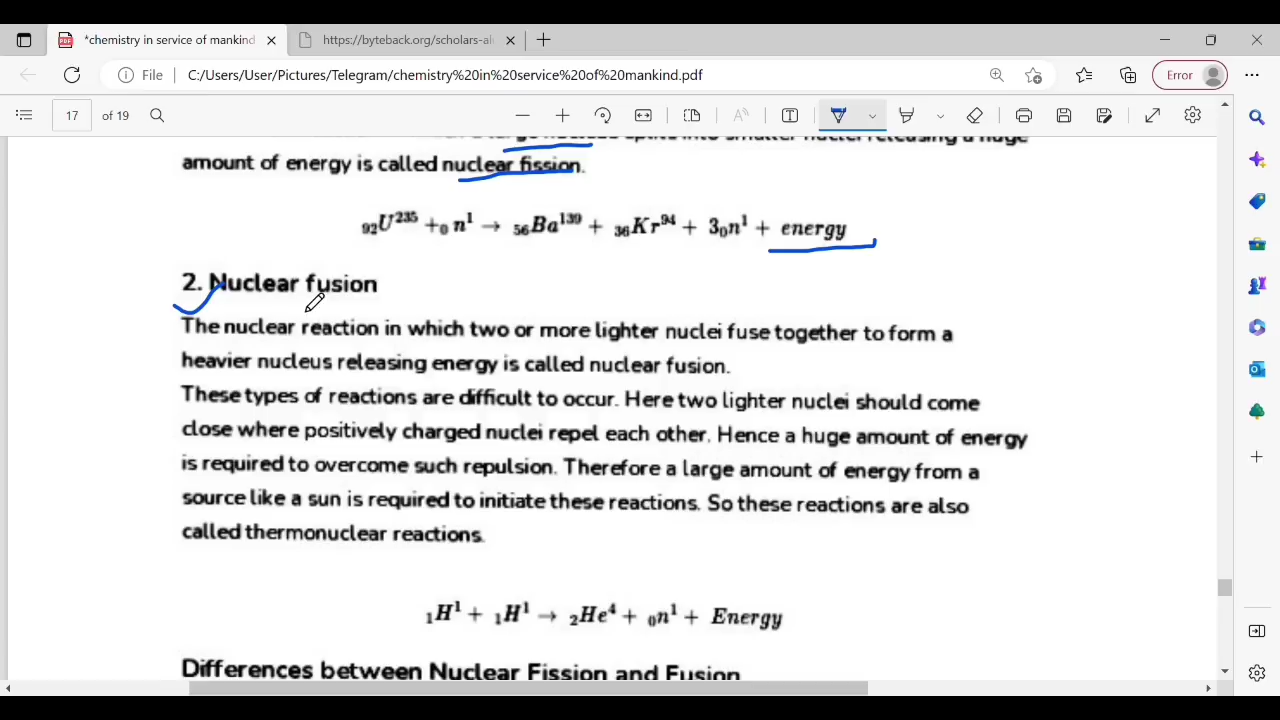 *chemistry in service of mankind
https://byteback.org/scholars-al
File
C:/Users/User/Pictures/Telegram/chemistry%20in%20service%20of%20mankind.pdf
Error
17 of 19
amount of energy is called nuclear fission.
₉₂U²³⁵ +₀ n¹ → ₅₆Ba¹³⁹ + ₃₆Kr⁹⁴ + 3₀n¹ + energy
2. Nuclear fusion
The nuclear reaction in which two or more lighter nuclei fuse together to form a
heavier nucleus releasing energy is called nuclear fusion.
These types of reactions are difficult to occur. Here two lighter nuclei should come
close where positively charged nuclei repel each other. Hence a huge amount of energy
is required to overcome such repulsion. Therefore a large amount of energy from a
source like a sun is required to initiate these reactions. So these reactions are also
called thermonuclear reactions.
₁H¹ + ₁H¹ → ₂He⁴ + ₀n¹ + Energy
Differences between Nuclear Fission and Fusion